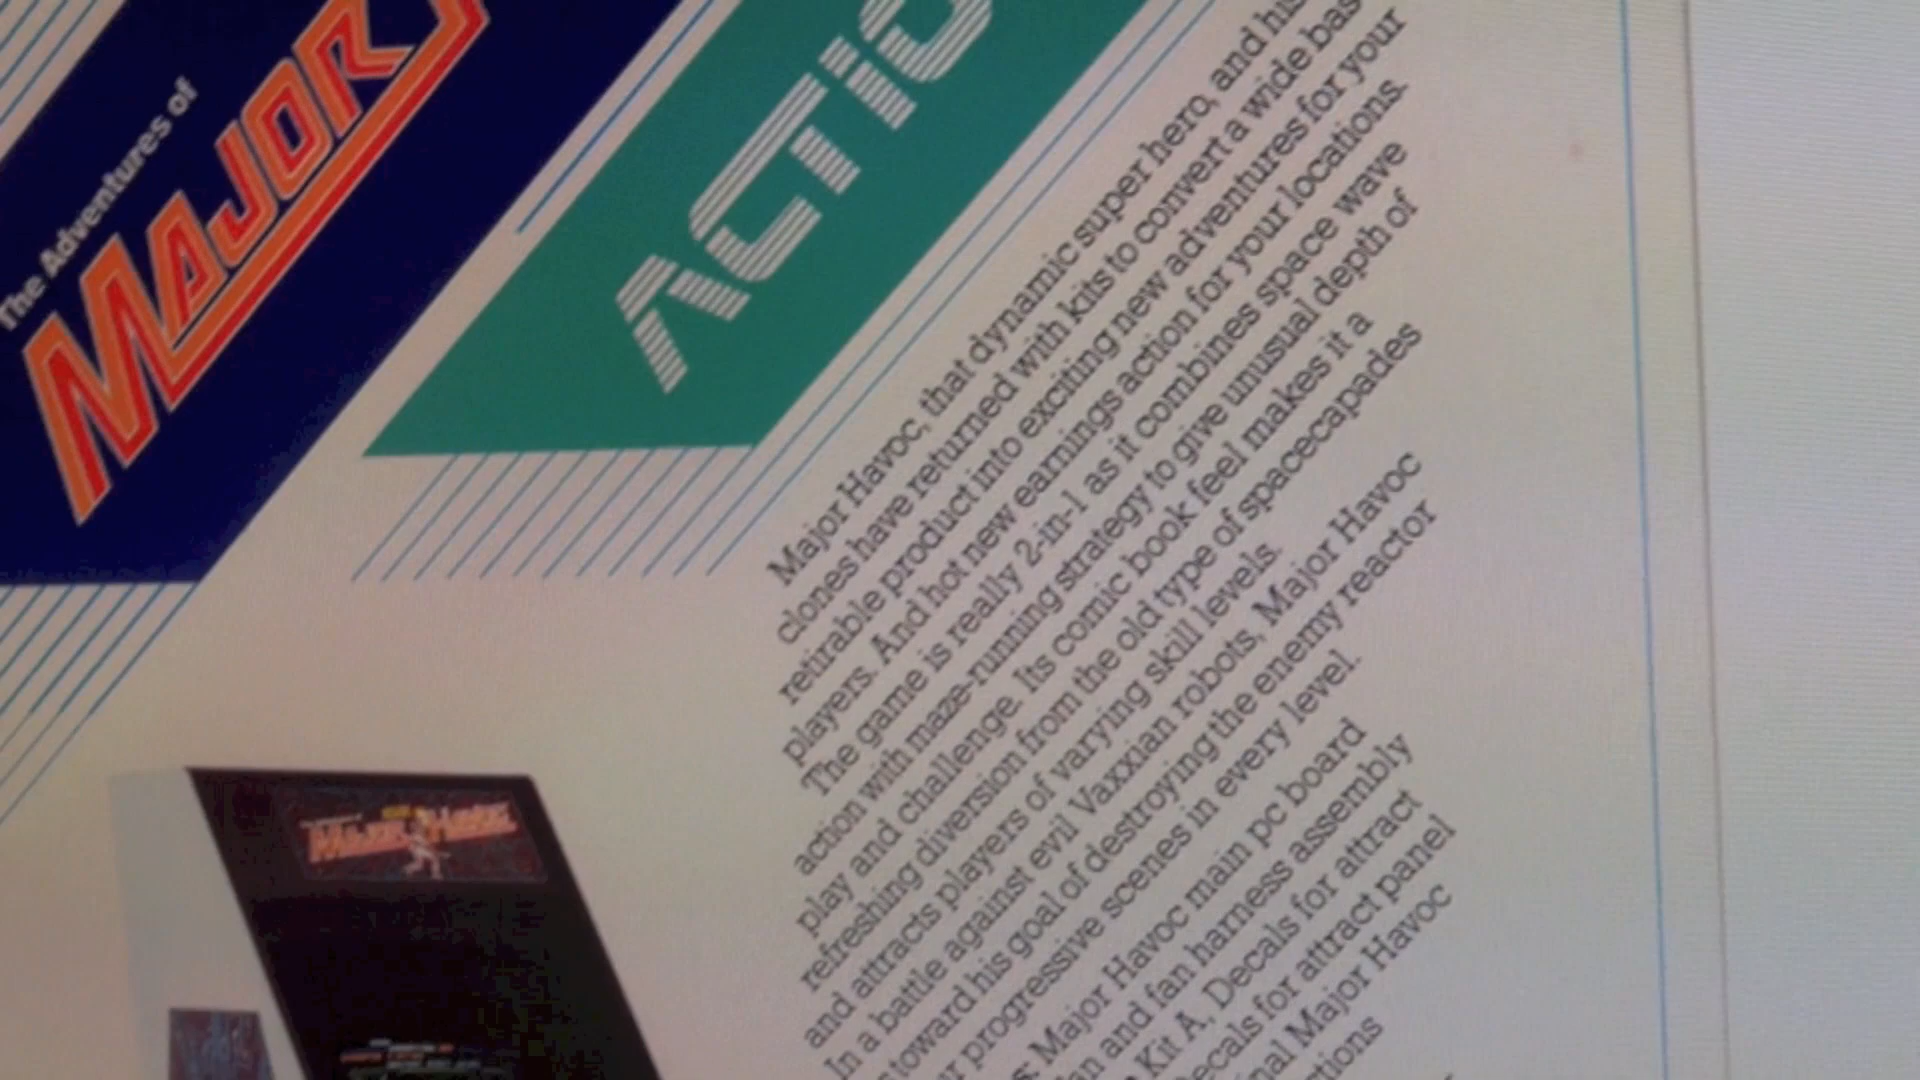 The Adventures of
MAJOR
ACTIO
Major Havoc, that dynamic super hero, and his
clones have returned with kits to convert a wide bas
retirable product into exciting new adventures for your
players. And hot new earnings action for your locations.
The game is really 2-in-1 as it combines space wave
action with maze-running strategy to give unusual depth of
play and challenge. Its comic book feel makes it a
refreshing diversion from the old type of spacecapades
and attracts players of varying skill levels.
In a battle against evil Vaxxian robots, Major Havoc
toward his goal of destroying the enemy reactor
progressive scenes in every level.
Major Havoc main pc board
and fan harness assembly
Kit A, Decals for attract
Decals for attract panel
Major Havoc
MAJOR HAVOC